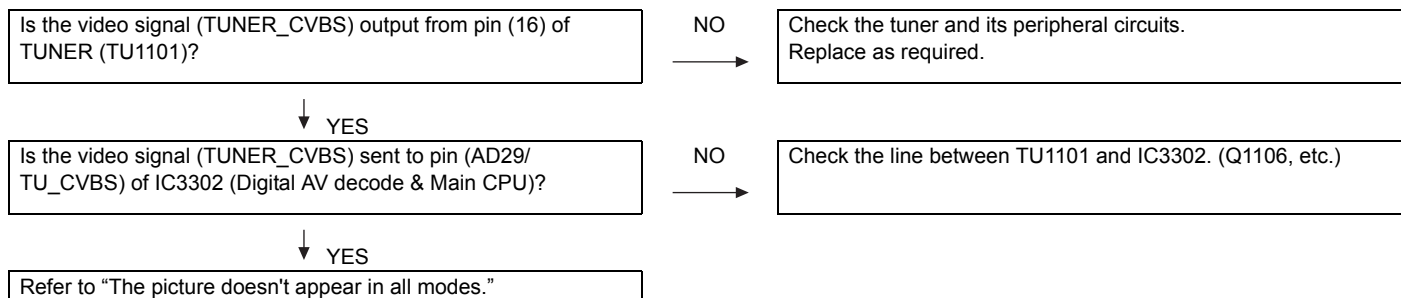 Is the video signal (TUNER_CVBS) output from pin (16) of
TUNER (TU1101)?
NO
Check the tuner and its peripheral circuits.
Replace as required.
YES
Is the video signal (TUNER_CVBS) sent to pin (AD29/
TU_CVBS) of IC3302 (Digital AV decode & Main CPU)?
NO
Check the line between TU1101 and IC3302. (Q1106, etc.)
YES
Refer to “The picture doesn't appear in all modes.”